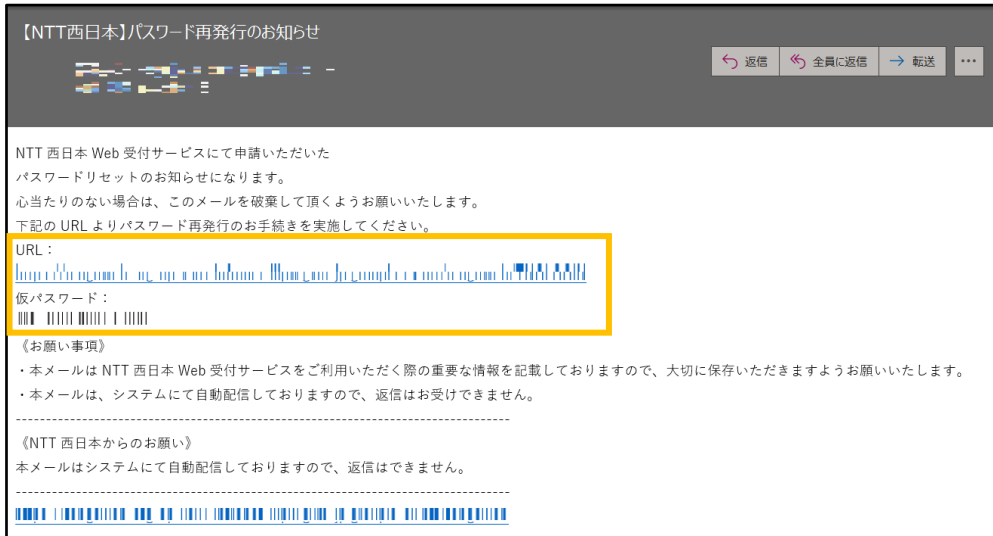 【NTT西日本】パスワード再発行のお知らせ
返信
全員に返信
転送
NTT 西日本 Web 受付サービスにて申請いただいた
パスワードリセットのお知らせになります。
心当たりのない場合は、このメールを破棄して頂くようお願いいたします。
下記の URL よりパスワード再発行のお手続きを実施してください。
URL：
仮パスワード：
《お願い事項》
・本メールは NTT 西日本 Web 受付サービスをご利用いただく際の重要な情報を記載しておりますので、大切に保存いただきますようお願いいたします。
・本メールは、システムにて自動配信しておりますので、返信はお受けできません。
《NTT 西日本からのお願い》
本メールはシステムにて自動配信しておりますので、返信はできません。